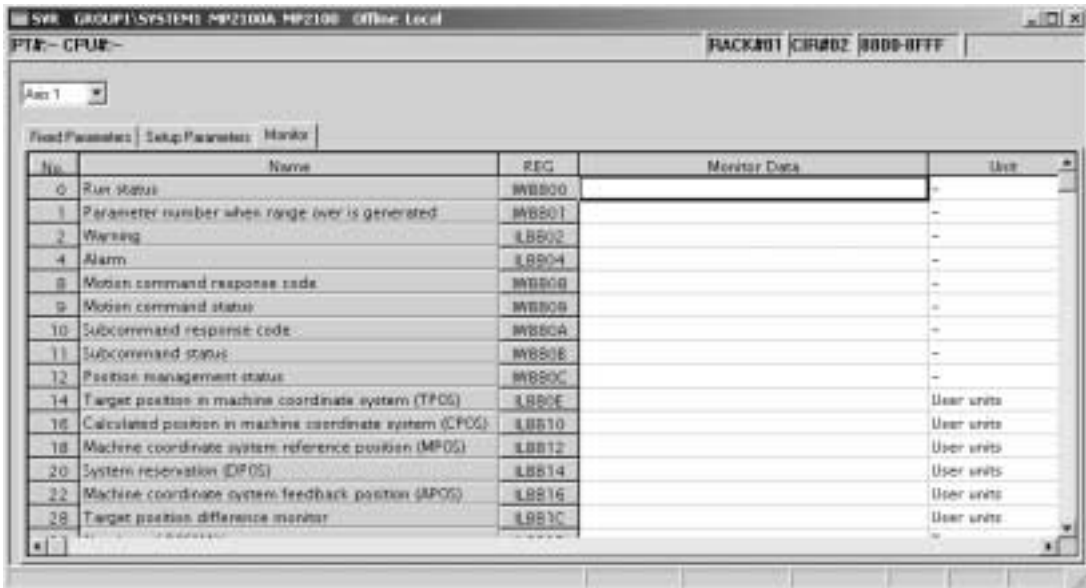 SVR GROUP1\SYSTEM1 MP2100A MP2100 Offline Local
PT#:- CPU#:-
RACK#01 CIR#02 8800-8FFF
Axis 1
Fixed Parameters Setup Parameters Monitor
No. Name REG Monitor Data Unit
0 Run status IW8800 -
1 Parameter number when range over is generated IW8801 -
2 Warning IL8802 -
4 Alarm IL8804 -
8 Motion command response code IW8808 -
9 Motion command status IW8809 -
10 Subcommand response code IW880A -
11 Subcommand status IW880B -
12 Position management status IW880C -
14 Target position in machine coordinate system (TPOS) IL880E User units
16 Calculated position in machine coordinate system (CPOS) IL8810 User units
18 Machine coordinate system reference position (MPOS) IL8812 User units
20 System reservation (DPOS) IL8814 User units
22 Machine coordinate system feedback position (APOS) IL8816 User units
28 Target position difference monitor IL881C User units